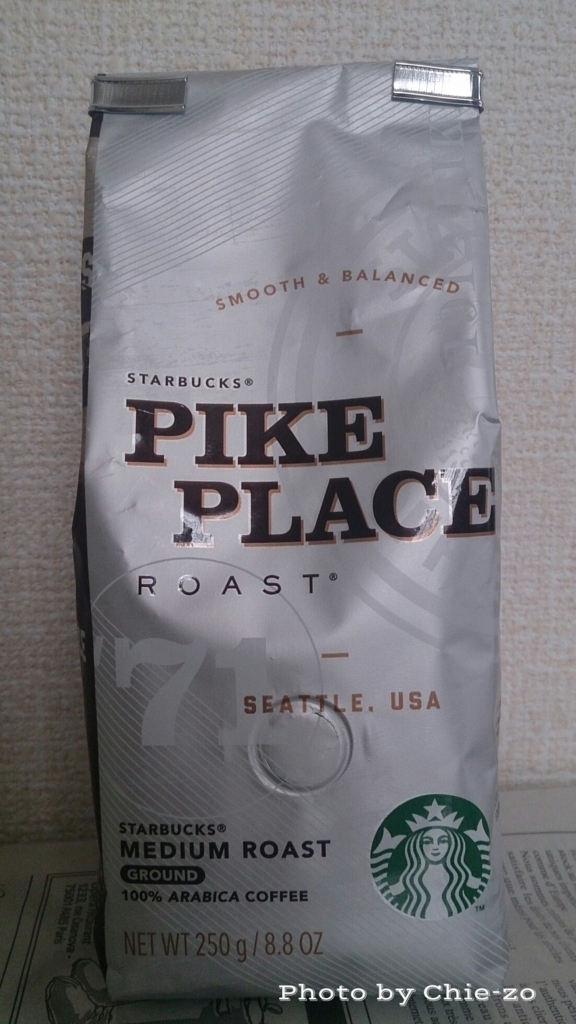 SMOOTH & BALANCED
STARBUCKS®
PIKE
PLACE
ROAST®
'71
SEATTLE, USA
STARBUCKS®
MEDIUM ROAST
GROUND
100% ARABICA COFFEE
NET WT 250 g / 8.8 OZ
TM
Photo by Chie-zo